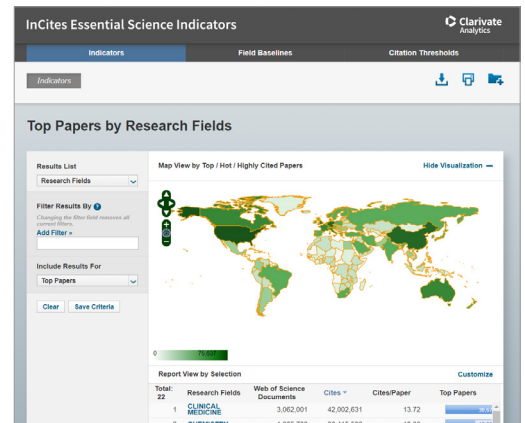 InCites Essential Science Indicators
Clarivate
Analytics
Indicators
Field Baselines
Citation Thresholds
Indicators
Top Papers by Research Fields
Results List
Research Fields
Filter Results By
Changing the filter field removes all
current filters.
Add Filter »
Include Results For
Top Papers
Clear
Save Criteria
Map View by Top / Hot / Highly Cited Papers
Hide Visualization
0
Report View by Selection
Customize
Total:
22
Research Fields
Web of Science
Documents
Cites
Cites/Paper
Top Papers
1
CLINICAL
MEDICINE
3,062,001
42,002,631
13.72